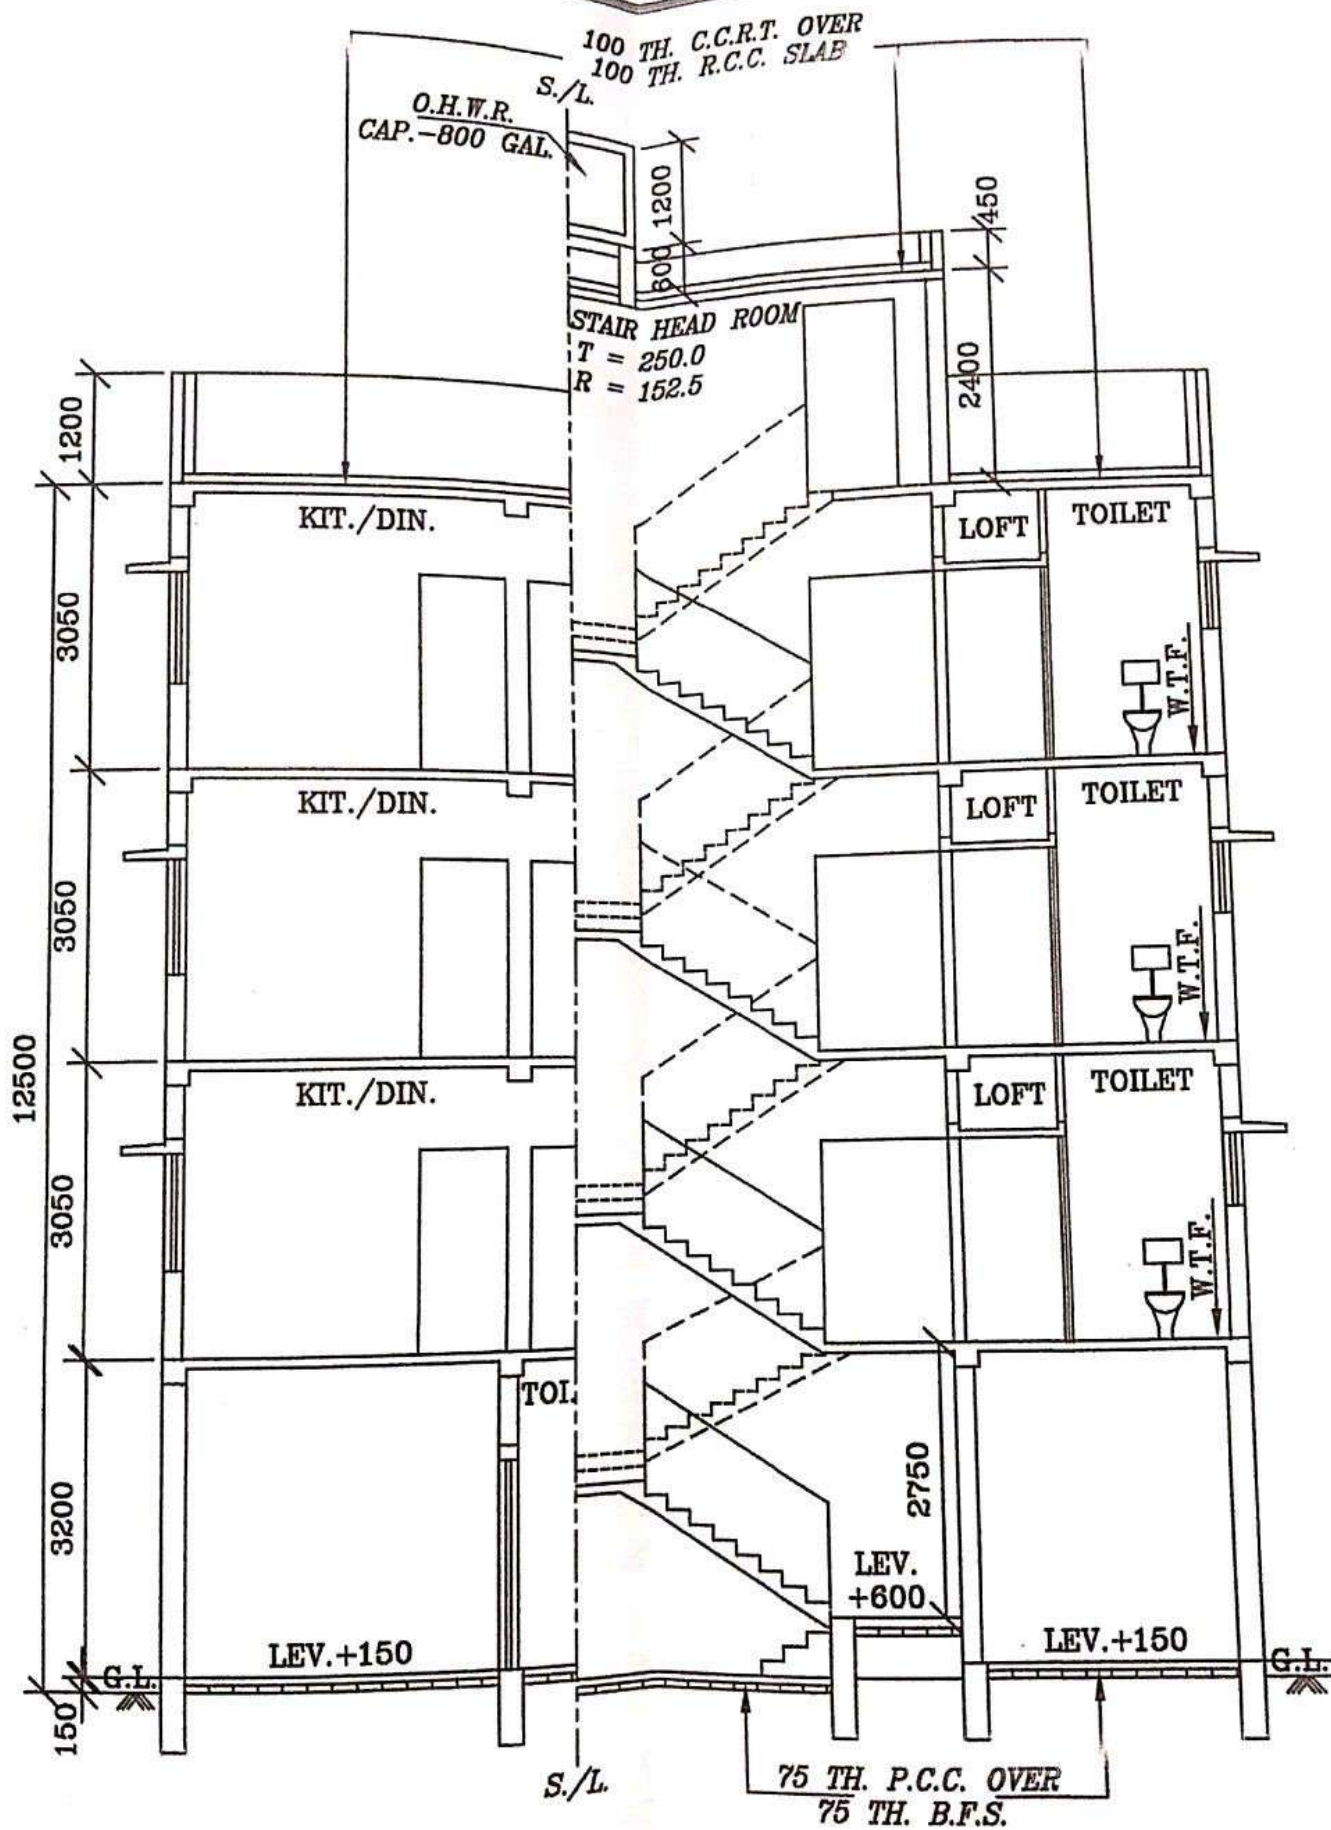 100 TH. C.C.R.T. OVER
100 TH. R.C.C. SLAB
S./L.
O.H.W.R.
CAP.-800 GAL.
1200
450
800
STAIR HEAD ROOM
T = 250.0
R = 152.5
2400
1200
KIT./DIN.
LOFT
TOILET
3050
W.T.F.
KIT./DIN.
LOFT
TOILET
3050
W.T.F.
12500
KIT./DIN.
LOFT
TOILET
3050
W.T.F.
TOI.
3200
2750
LEV.
+600
LEV.+150
LEV.+150
G.L.
G.L.
150
S./L.
75 TH. P.C.C. OVER
75 TH. B.F.S.